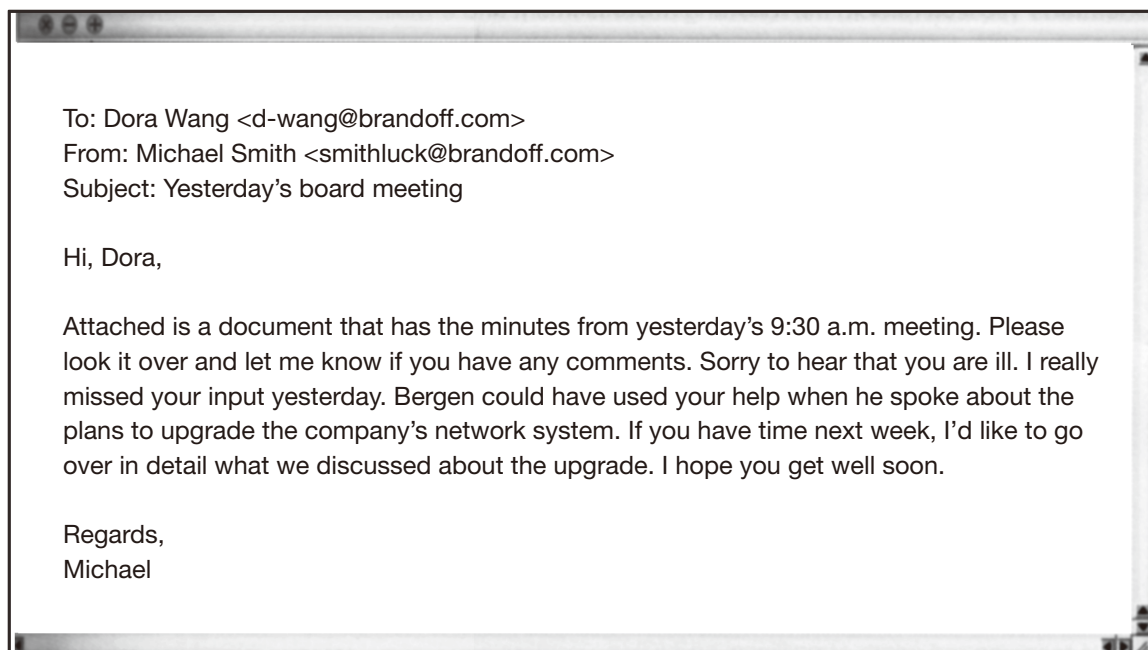 To: Dora Wang <d-wang@brandoff.com>
From: Michael Smith <smithluck@brandoff.com>
Subject: Yesterday’s board meeting
Hi, Dora,
Attached is a document that has the minutes from yesterday’s 9:30 a.m. meeting. Please
look it over and let me know if you have any comments. Sorry to hear that you are ill. I really
missed your input yesterday. Bergen could have used your help when he spoke about the
plans to upgrade the company’s network system. If you have time next week, I’d like to go
over in detail what we discussed about the upgrade. I hope you get well soon.
Regards,
Michael